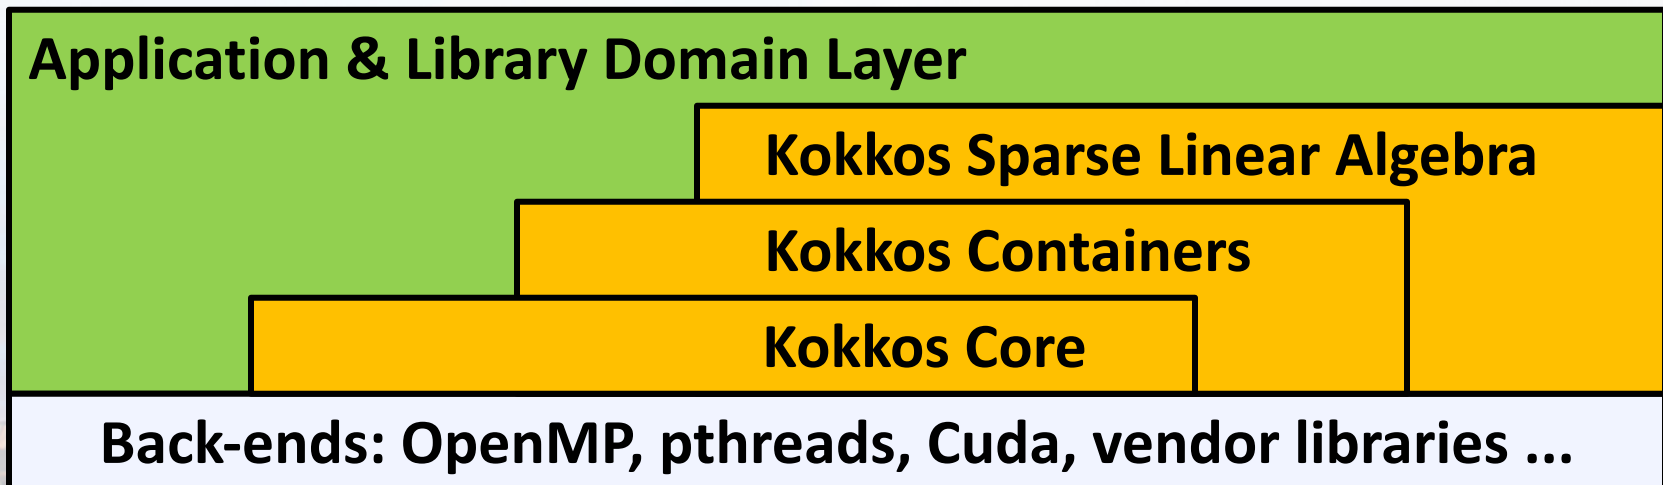 Application & Library Domain Layer
Kokkos Sparse Linear Algebra
Kokkos Containers
Kokkos Core
Back-ends: OpenMP, pthreads, Cuda, vendor libraries ...